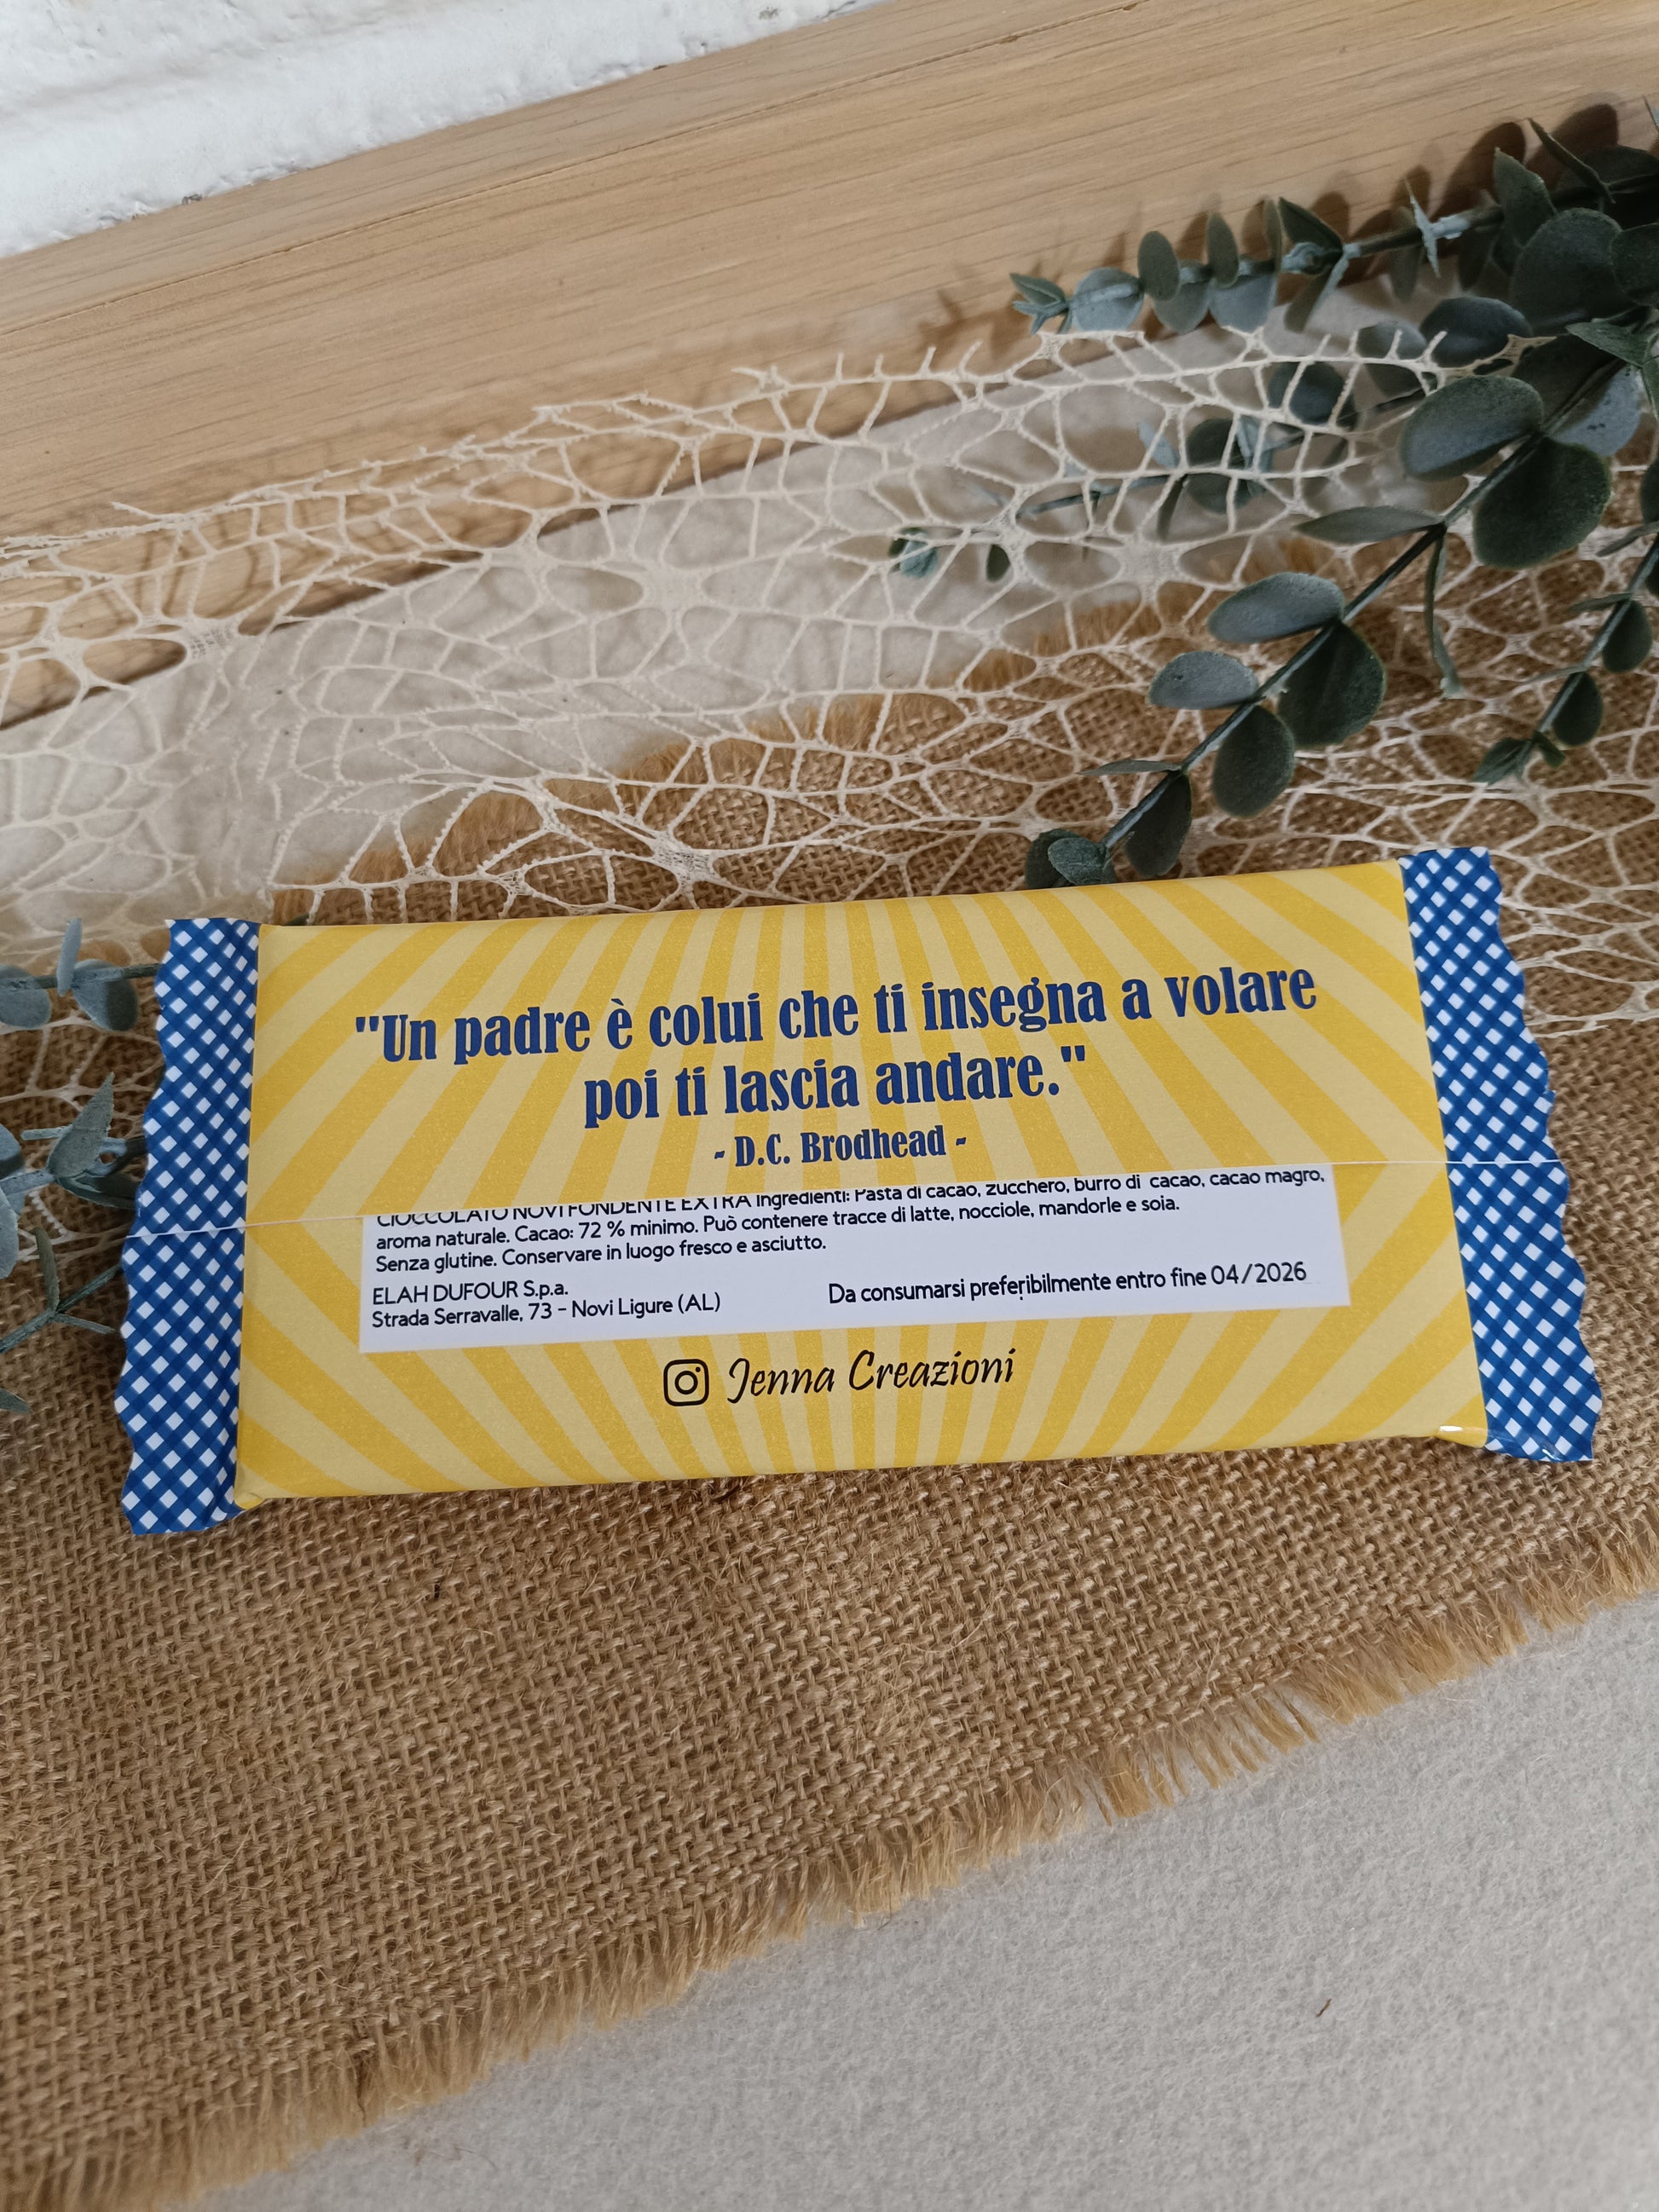 "Un padre è colui che ti insegna a volare
poi ti lascia andare."
- D.C. Brodhead -
CIOCCOLATO NOVI FONDENTE EXTRA Ingredienti: Pasta di cacao, zucchero, burro di cacao, cacao magro,
aroma naturale. Cacao: 72 % minimo. Può contenere tracce di latte, nocciole, mandorle e soia.
Senza glutine. Conservare in luogo fresco e asciutto.
ELAH DUFOUR S.p.a.
Strada Serravalle, 73 - Novi Ligure (AL)
Da consumarsi preferibilmente entro fine 04/2026
Jenna Creazioni